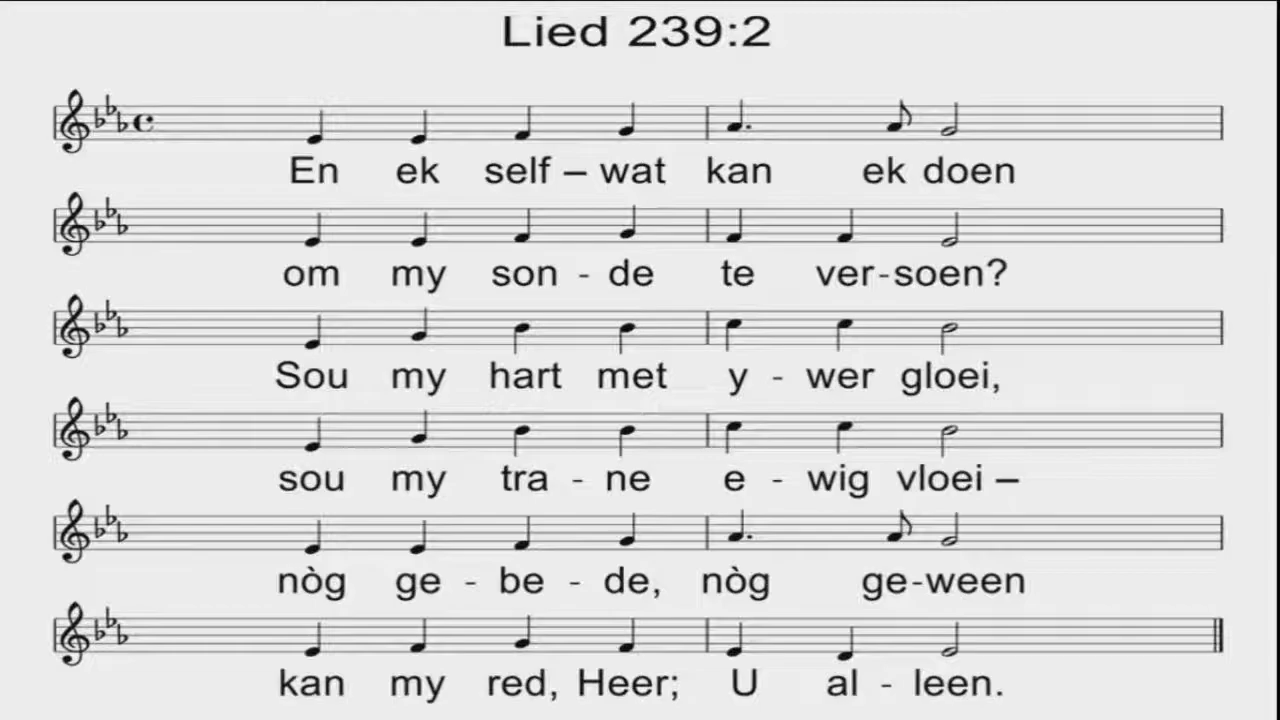 Lied 239:2
En ek self – wat kan ek doen
om my son - de te ver-soen?
Sou my hart met y - wer gloei,
sou my tra - ne e - wig vloei –
nòg ge - be - de, nòg ge-ween
kan my red, Heer; U al - leen.